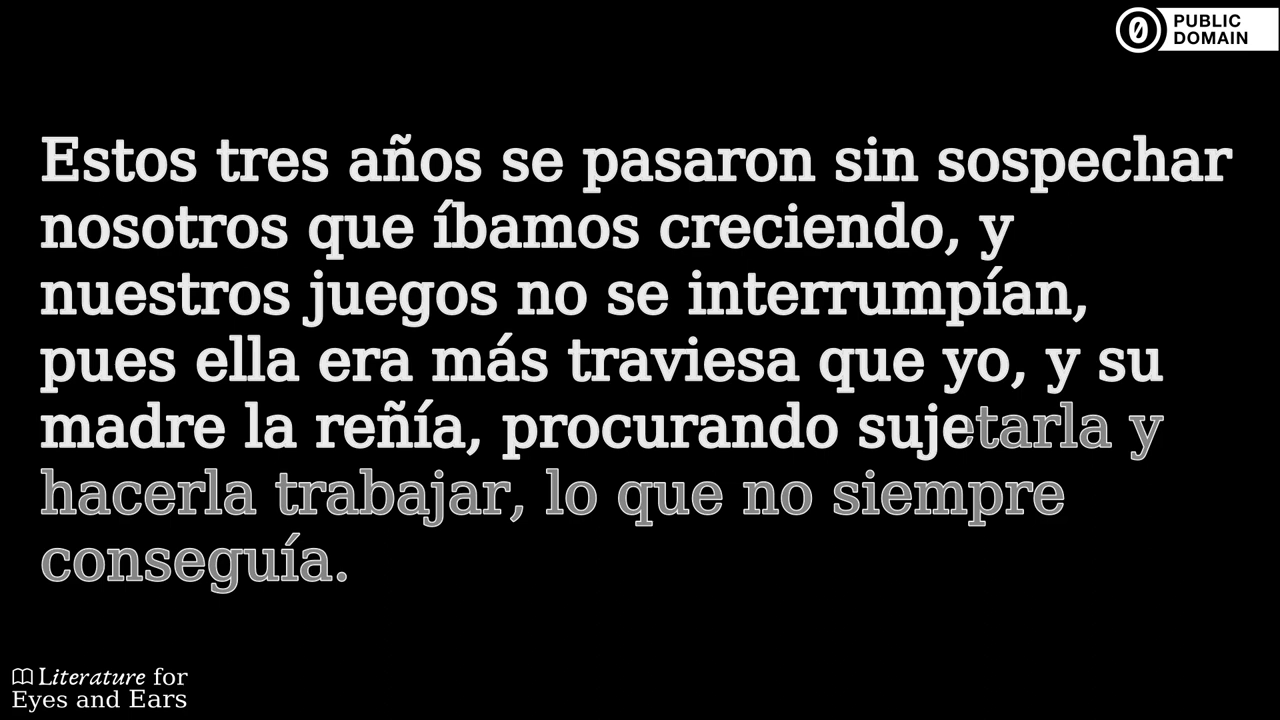 PUBLIC
DOMAIN
Estos tres años se pasaron sin sospechar
nosotros que íbamos creciendo, y
nuestros juegos no se interrumpían,
pues ella era más traviesa que yo, y su
madre la reñía, procurando sujetarla y
hacerla trabajar, lo que no siempre
conseguía.
Literature for
Eyes and Ears